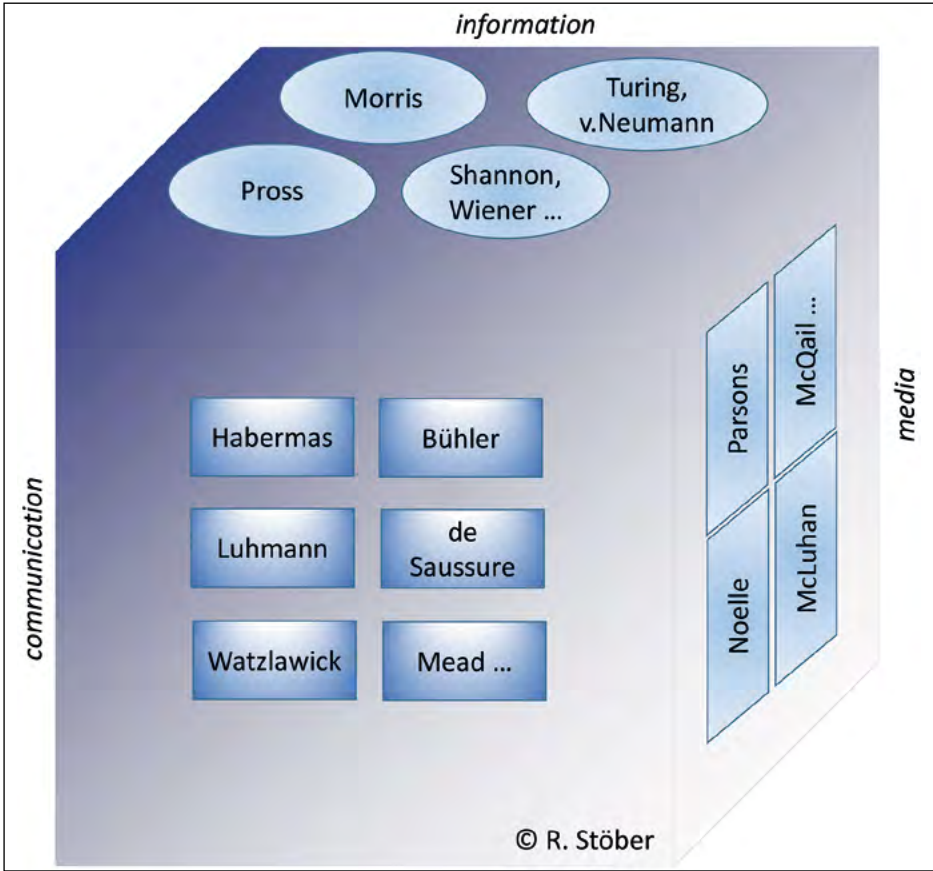 information
Morris
Turing,
v.Neumann
Pross
Shannon,
Wiener ...
Parsons
McQail ...
media
Habermas
Bühler
communication
Luhmann
de
Saussure
Noelle
McLuhan
Watzlawick
Mead ...
© R. Stöber